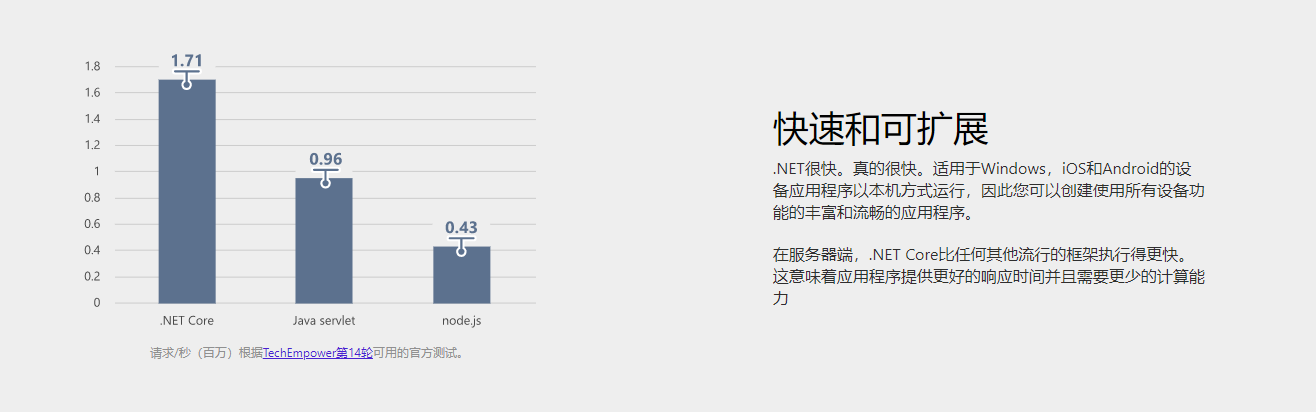 1.8
1.6
1.4
1.2
1
0.8
0.6
0.4
0.2
0
1.71
0.96
0.43
.NET Core
Java servlet
node.js
请求/秒（百万）根据TechEmpower第14轮可用的官方测试。
快速和可扩展
.NET很快。真的很快。适用于Windows，iOS和Android的设
备应用程序以本机方式运行，因此您可以创建使用所有设备功
能的丰富和流畅的应用程序。
在服务器端，.NET Core比任何其他流行的框架执行得更快。
这意味着应用程序提供更好的响应时间并且需要更少的计算能
力